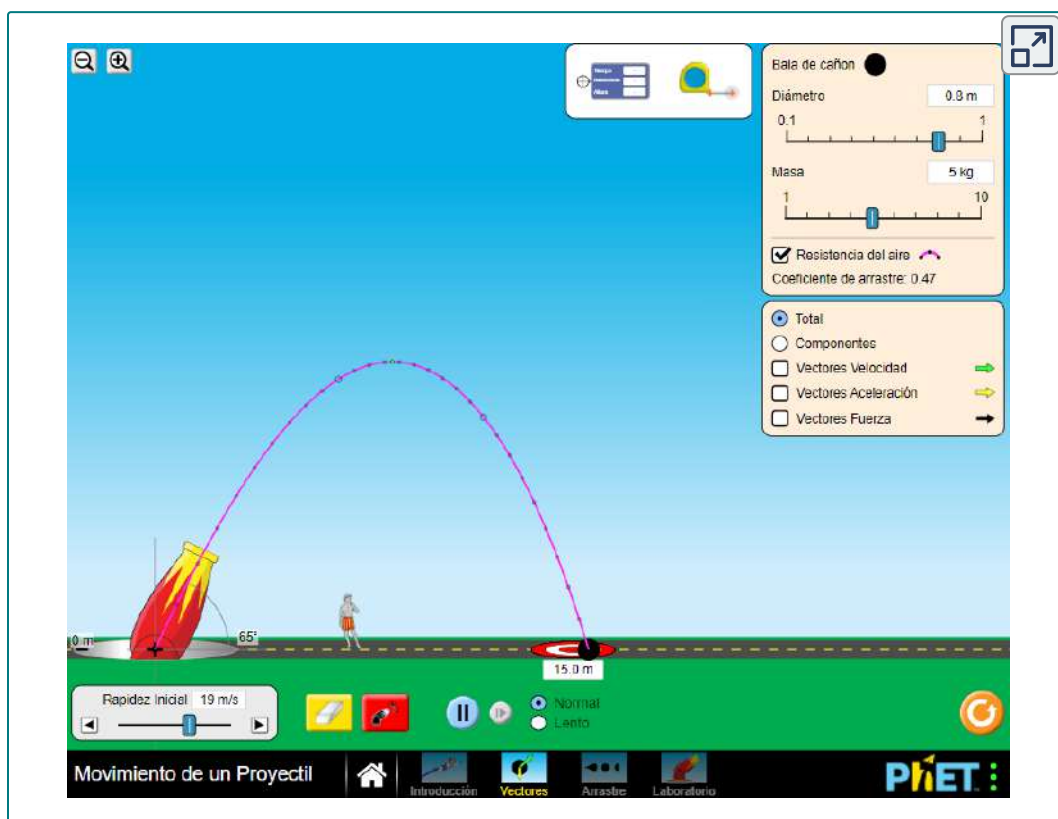 Bala de cañón
Diámetro 0.8 m
0.1 1
Masa 5 kg
1 10
Resistencia del aire
Coeficiente de arrastre: 0.47
Total
Componentes
Vectores Velocidad
Vectores Aceleración
Vectores Fuerza
0 m
65°
15.0 m
Rapidez Inicial 19 m/s
Normal
Lento
Movimiento de un Proyectil
Introducción
Vectores
Arrastre
Laboratorio
PhET